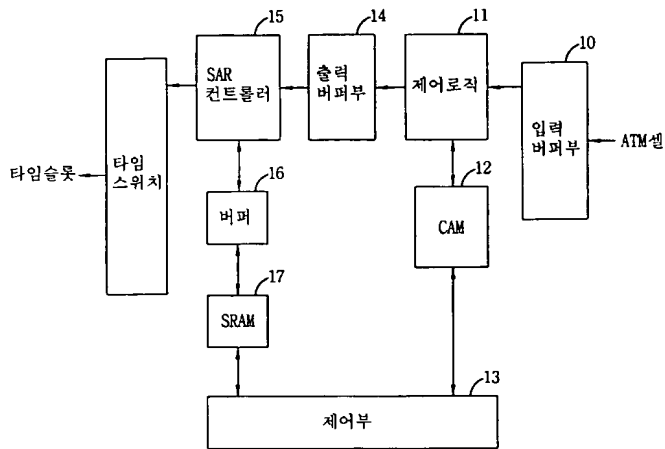 15
14
11
10
SAR
컨트롤러
출력
버퍼부
제어로직
입력
버퍼부
ATM셀
타임슬롯
타임
스위치
16
버퍼
12
CAM
17
SRAM
13
제어부